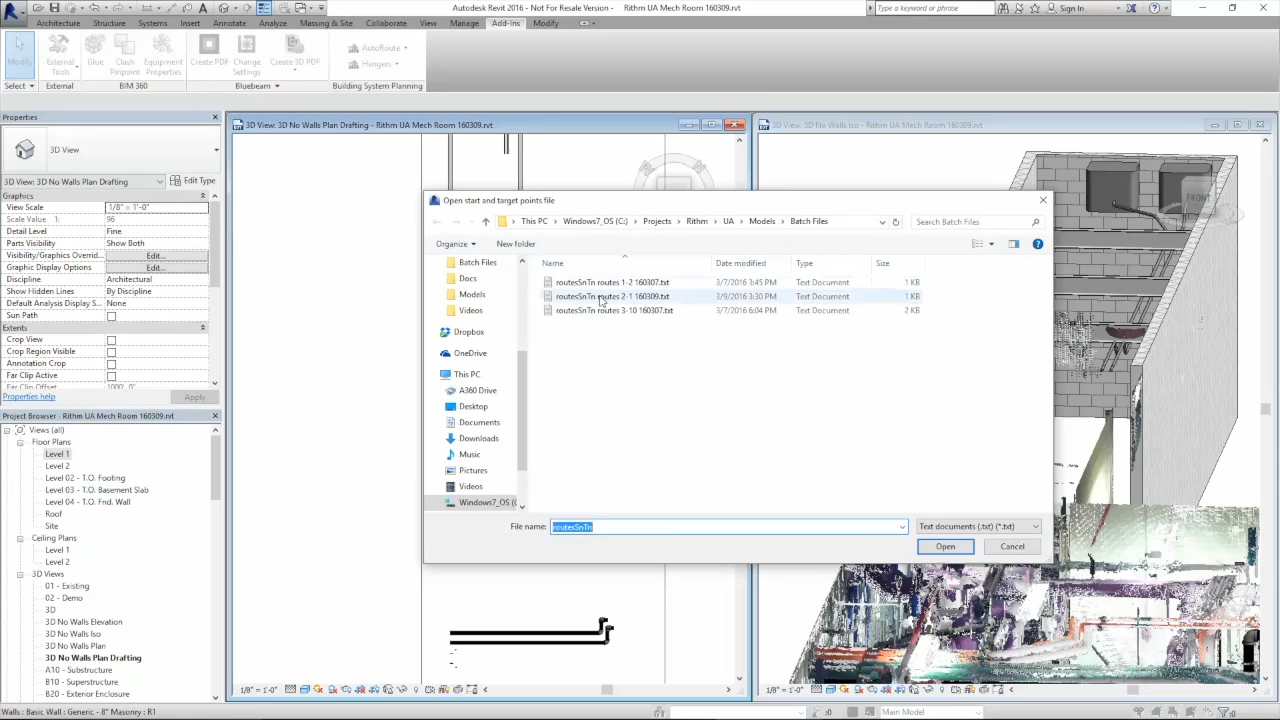 Autodesk Revit 2016 - Not For Resale Version - Rithm UA Mech Room 160309.rvt
Type a keyword or phrase
Sign In
Architecture Structure Systems Insert Annotate Analyze Massing & Site Collaborate View Manage Add-Ins Modify
Modify
External Tools
Glue
Clash Pinpoint
Equipment Properties
Create PDF
Change Settings
Create 3D PDF
AutoRoute
Hangers
Select
External
BIM 360
Bluebeam
Building System Planning
Properties
3D View
3D View: 3D No Walls Plan Drafting
Edit Type
Graphics
View Scale 1/8" = 1'-0"
Scale Value 1: 96
Detail Level Fine
Parts Visibility Show Both
Visibility/Graphics Overrid... Edit...
Graphic Display Options Edit...
Discipline Architectural
Show Hidden Lines By Discipline
Default Analysis Display S... None
Sun Path
Extents
Crop View
Crop Region Visible
Annotation Crop
Far Clip Active
Far Clip Offset 1000' 0"
Properties help
Apply
Project Browser - Rithm UA Mech Room 160309.rvt
Views (all)
Floor Plans
Level 1
Level 2
Level 02 - T.O. Footing
Level 03 - T.O. Basement Slab
Level 04 - T.O. Fnd. Wall
Roof
Site
Ceiling Plans
Level 1
Level 2
3D Views
01 - Existing
02 - Demo
3D
3D No Walls Elevation
3D No Walls Iso
3D No Walls Plan
3D No Walls Plan Drafting
A10 - Substructure
B10 - Superstructure
B20 - Exterior Enclosure
3D View: 3D No Walls Plan Drafting - Rithm UA Mech Room 160309.rvt
3D View: 3D No Walls Iso - Rithm UA Mech Room 160309.rvt
FRONT
Open start and target points file
This PC
Windows7_OS (C:)
Projects
Rithm
UA
Models
Batch Files
Search Batch Files
Organize
New folder
Batch Files
Docs
Models
Videos
Dropbox
OneDrive
This PC
A360 Drive
Desktop
Documents
Downloads
Music
Pictures
Videos
Windows7_OS (C
Name Date modified Type Size
routesSnTn routes 1-2 160307.txt 3/7/2016 3:45 PM Text Document 1 KB
routesSnTn routes 2-1 160309.txt 3/9/2016 3:30 PM Text Document 1 KB
routesSnTn routes 3-10 160307.txt 3/7/2016 6:04 PM Text Document 2 KB
File name: routesSnTn
Text documents (.txt) (*.txt)
Open
Cancel
1/8" = 1'-0"
1/8" = 1'-0"
Walls : Basic Wall : Generic - 8" Masonry : R1
:0
Main Model
:0